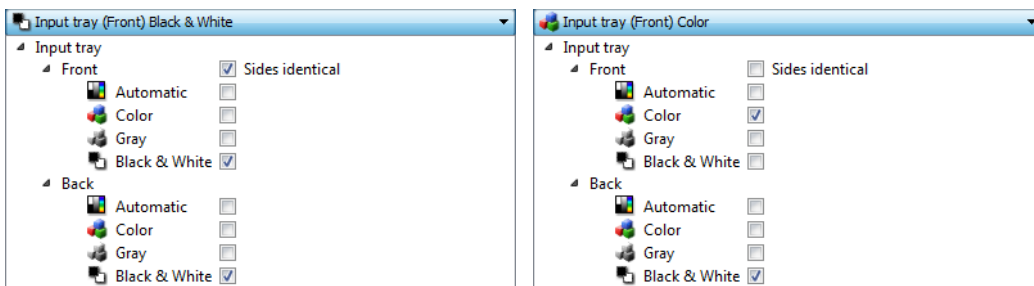 Input tray (Front) Black & White
Input tray
Front Sides identical
Automatic
Color
Gray
Black & White
Back
Automatic
Color
Gray
Black & White
Input tray (Front) Color
Input tray
Front Sides identical
Automatic
Color
Gray
Black & White
Back
Automatic
Color
Gray
Black & White